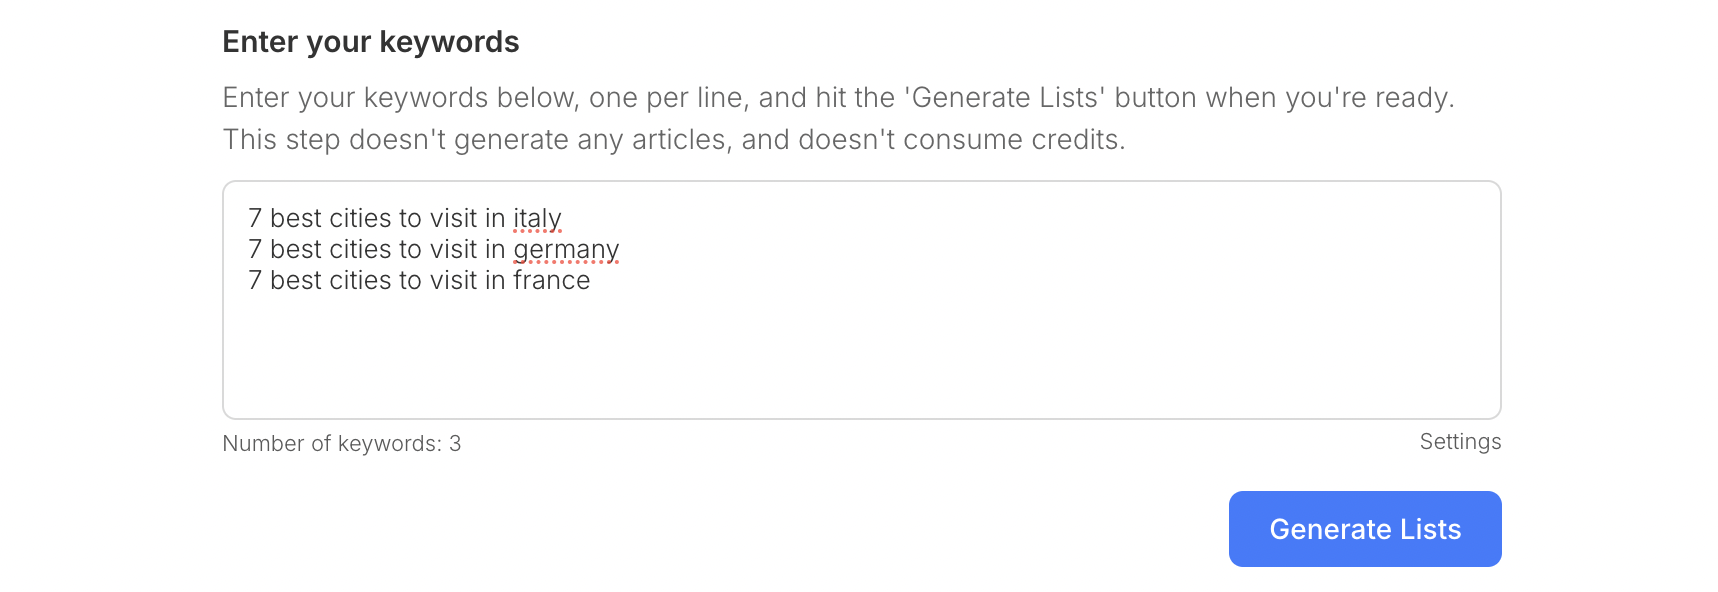 Enter your keywords
Enter your keywords below, one per line, and hit the 'Generate Lists' button when you're ready.
This step doesn't generate any articles, and doesn't consume credits.
7 best cities to visit in italy
7 best cities to visit in germany
7 best cities to visit in france
Number of keywords: 3
Settings
Generate Lists